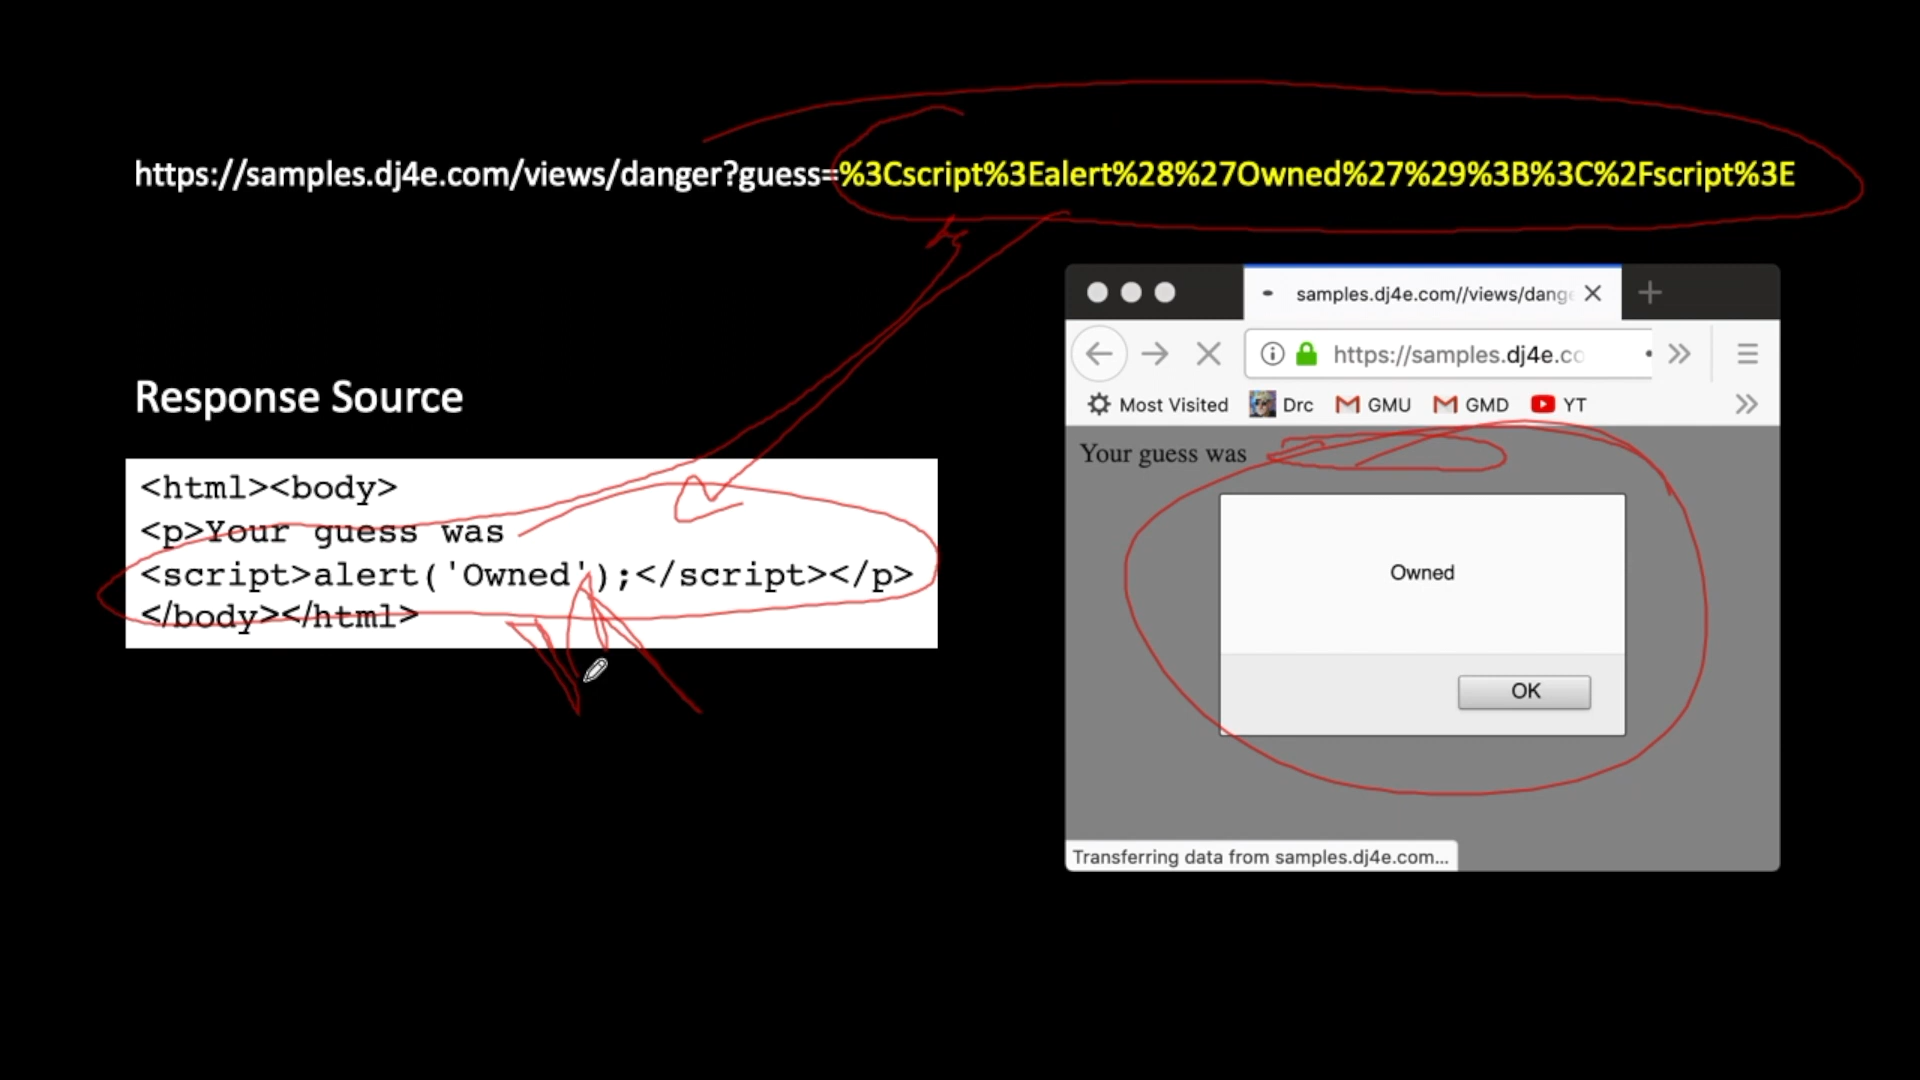 https://samples.dj4e.com/views/danger?guess=%3Cscript%3Ealert%28%27Owned%27%29%3B%3C%2Fscript%3E
samples.dj4e.com//views/dange
https://samples.dj4e.co
Most Visited Drc GMU GMD YT
Response Source
<html><body>
<p>Your guess was
<script>alert('Owned');</script></p>
</body></html>
Your guess was
Owned
OK
Transferring data from samples.dj4e.com...